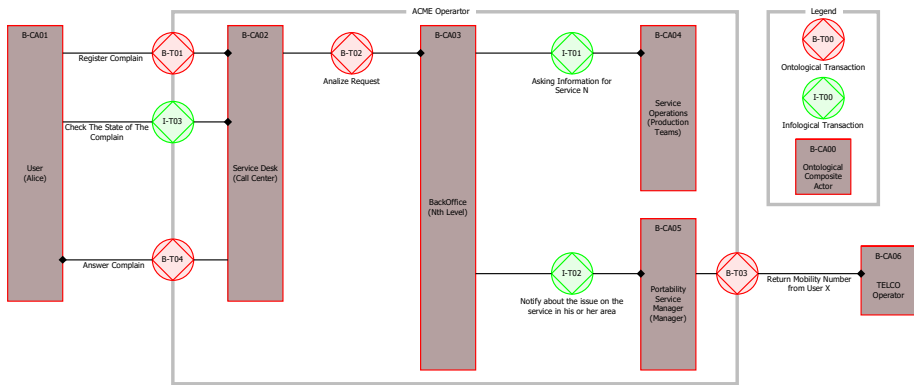 ACME Operartor
Legend
B-CA01
B-T01
B-CA02
B-T02
B-CA03
I-T01
B-CA04
B-T00
Register Complain
Analize Request
Asking Information for
Service N
Ontological Transaction
I-T03
Check The State of The
Complain
Service
Operations
(Production
Teams)
I-T00
Infological Transaction
B-CA00
Ontological
Composite
Actor
User
(Alice)
Service Desk
(Call Center)
BackOffice
(Nth Level)
B-CA05
B-T04
Answer Complain
I-T02
Notify about the issue on the
service in his or her area
Portability
Service
Manager
(Manager)
B-T03
Return Mobility Number
from User X
B-CA06
TELCO
Operator